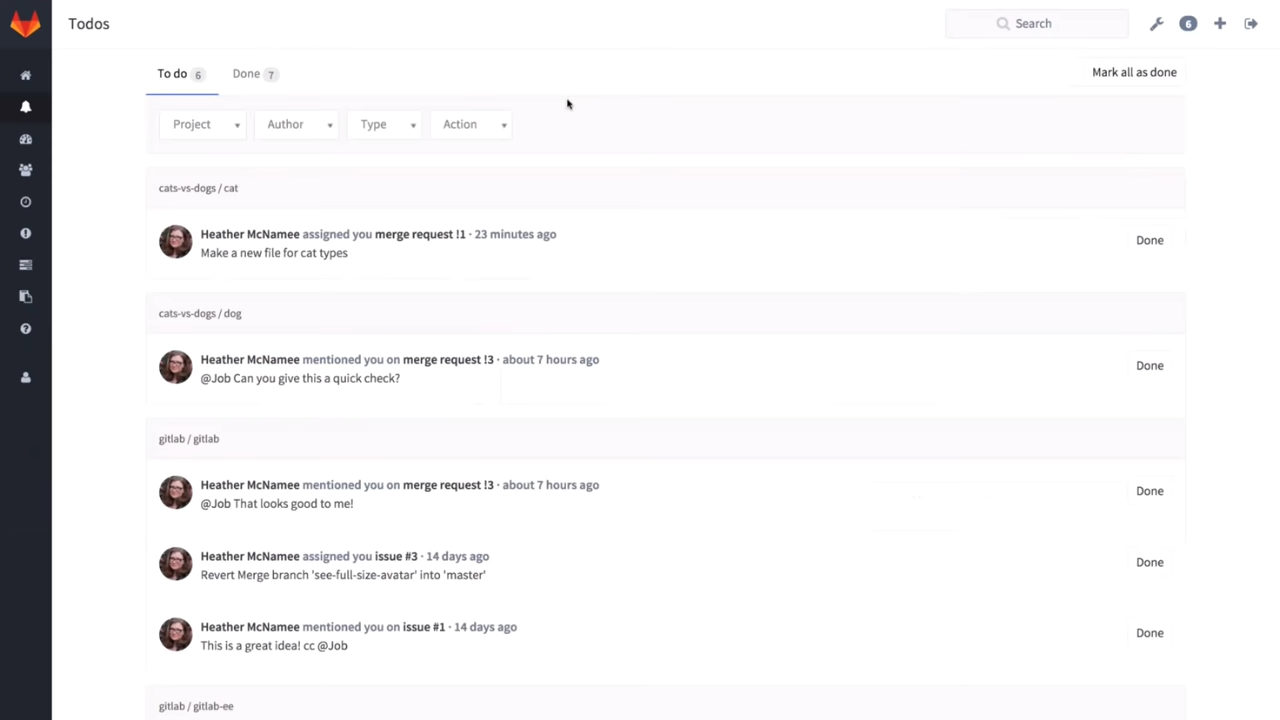 Todos
Search
6
To do 6
Done 7
Mark all as done
Project
Author
Type
Action
cats-vs-dogs / cat
Heather McNamee assigned you merge request !1 · 23 minutes ago
Make a new file for cat types
Done
cats-vs-dogs / dog
Heather McNamee mentioned you on merge request !3 · about 7 hours ago
@Job Can you give this a quick check?
Done
gitlab / gitlab
Heather McNamee mentioned you on merge request !3 · about 7 hours ago
@Job That looks good to me!
Done
Heather McNamee assigned you issue #3 · 14 days ago
Revert Merge branch 'see-full-size-avatar' into 'master'
Done
Heather McNamee mentioned you on issue #1 · 14 days ago
This is a great idea! cc @Job
Done
gitlab / gitlab-ee